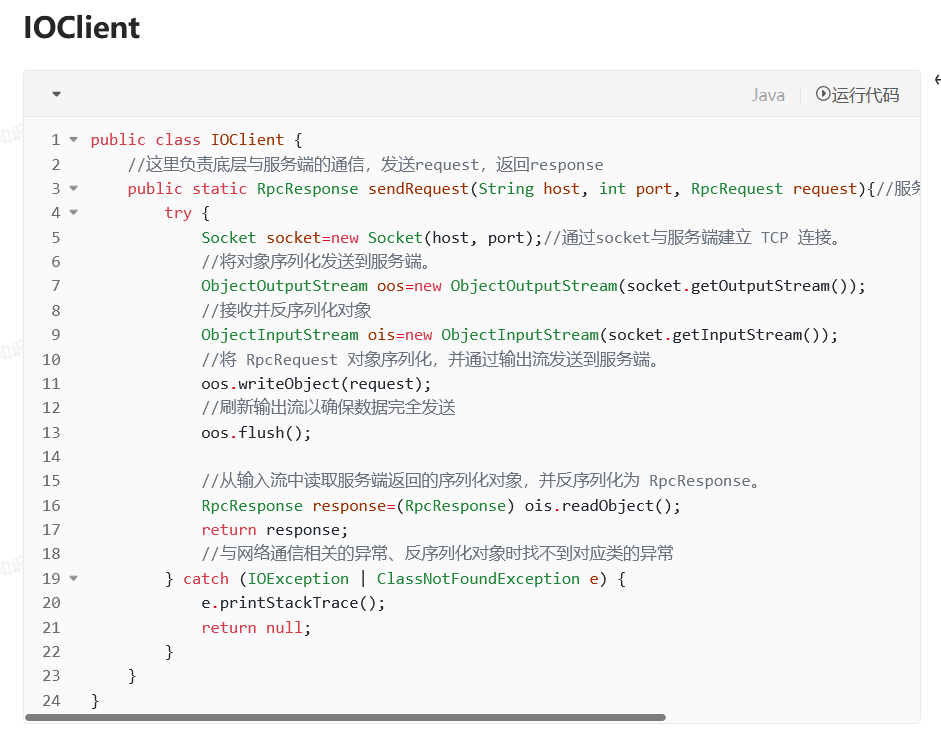 IOClient
Java 运行代码
1 public class IOClient {
2 //这里负责底层与服务端的通信，发送request，返回response
3 public static RpcResponse sendRequest(String host, int port, RpcRequest request){//服务
4 try {
5 Socket socket=new Socket(host, port);//通过socket与服务端建立 TCP 连接。
6 //将对象序列化发送到服务端。
7 ObjectOutputStream oos=new ObjectOutputStream(socket.getOutputStream());
8 //接收并反序列化对象
9 ObjectInputStream ois=new ObjectInputStream(socket.getInputStream());
10 //将 RpcRequest 对象序列化，并通过输出流发送到服务端。
11 oos.writeObject(request);
12 //刷新输出流以确保数据完全发送
13 oos.flush();
14
15 //从输入流中读取服务端返回的序列化对象，并反序列化为 RpcResponse。
16 RpcResponse response=(RpcResponse) ois.readObject();
17 return response;
18 //与网络通信相关的异常、反序列化对象时找不到对应类的异常
19 } catch (IOException | ClassNotFoundException e) {
20 e.printStackTrace();
21 return null;
22 }
23 }
24 }